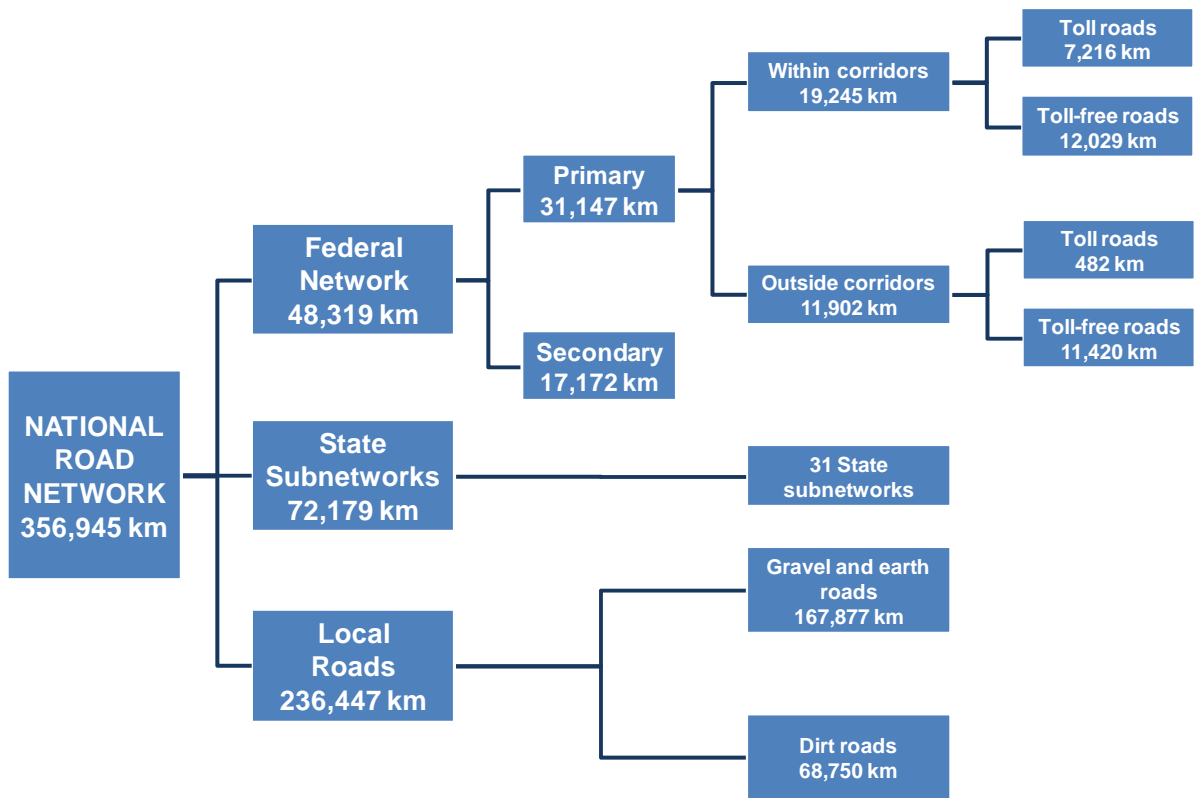 NATIONAL
ROAD
NETWORK
356,945 km
Federal
Network
48,319 km
Primary
31,147 km
Within corridors
19,245 km
Toll roads
7,216 km
Toll-free roads
12,029 km
Outside corridors
11,902 km
Toll roads
482 km
Toll-free roads
11,420 km
Secondary
17,172 km
State
Subnetworks
72,179 km
31 State
subnetworks
Local
Roads
236,447 km
Gravel and earth
roads
167,877 km
Dirt roads
68,750 km